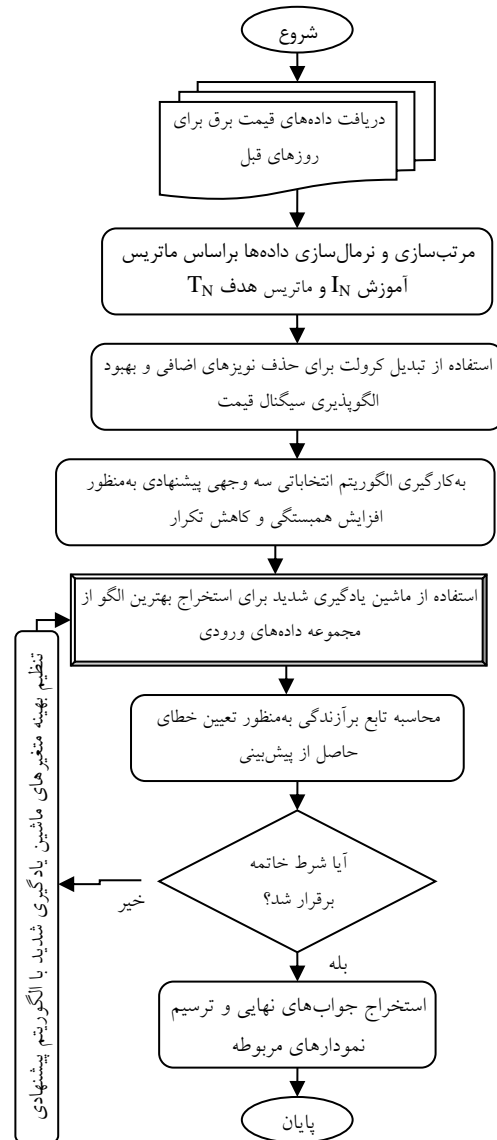 شروع
دریافت داده‌های قیمت برق برای
روزهای قبل
مرتب‌سازی و نرمال‌سازی داده‌ها براساس ماتریس
آموزش I_N و ماتریس هدف T_N
استفاده از تبدیل کرولت برای حذف نویزهای اضافی و بهبود
الگوپذیری سیگنال قیمت
به‌کارگیری الگوریتم انتخاباتی سه وجهی پیشنهادی به‌منظور
افزایش همبستگی و کاهش تکرار
استفاده از ماشین یادگیری شدید برای استخراج بهترین الگو از
مجموعه داده‌های ورودی
محاسبه تابع برآزندگی به‌منظور تعیین خطای
حاصل از پیش‌بینی
آیا شرط خاتمه
برقرار شد؟
خیر
تنظیم بهینه متغیرهای ماشین یادگیری شدید با الگوریتم پیشنهادی
بله
استخراج جواب‌های نهایی و ترسیم
نمودارهای مربوطه
پایان